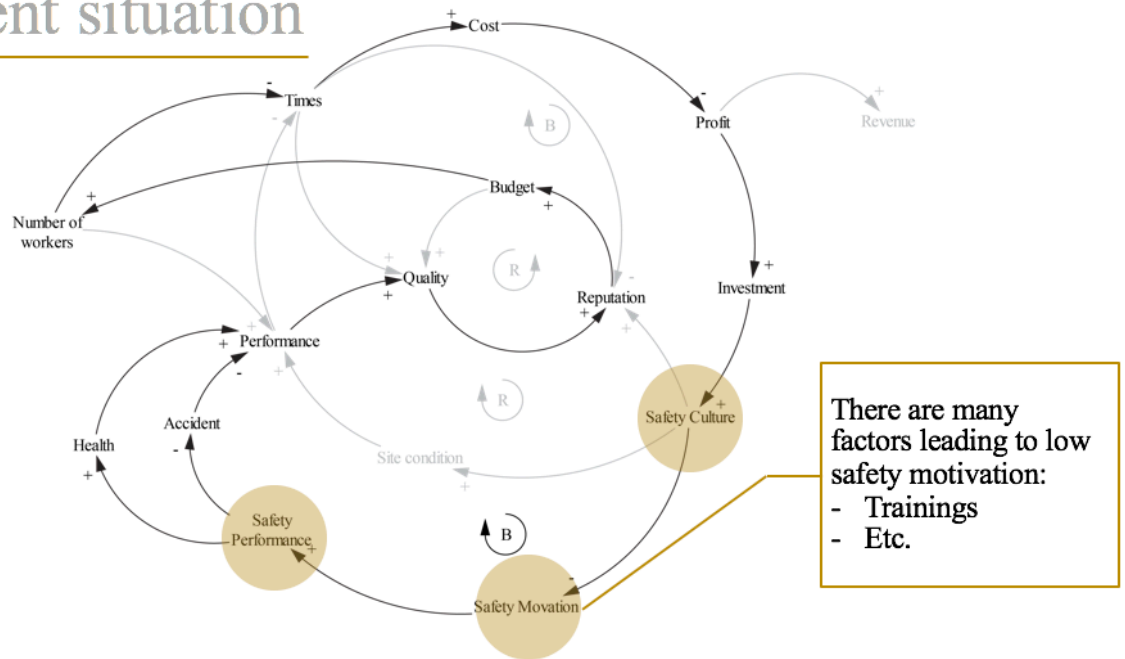 ent situation
+
Cost
-
Times
-
-
Profit
+
Revenue
B
Budget
+
+
Number of
workers
+
+
Quality
+
R
-
Reputation
+
+
+
Investment
+
Performance
+
-
+
R
+
Safety Culture
Accident
-
Health
+
Site condition
+
There are many
factors leading to low
safety motivation:
- Trainings
- Etc.
Safety
Performance
+
B
-
Safety Movation